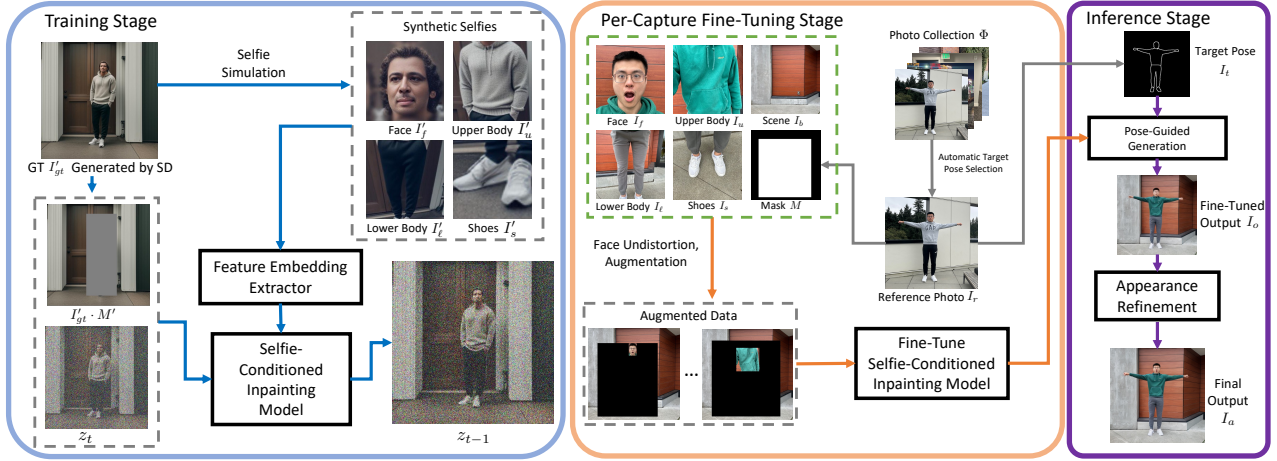 Training Stage
Synthetic Selfies
Selfie
Simulation
Face I'_f
Upper Body I'_u
GT I'_{gt} Generated by SD
Lower Body I'_ℓ
Shoes I'_s
Feature Embedding
Extractor
I'_{gt} · M'
Selfie-
Conditioned
Inpainting
Model
z_t
z_{t−1}
Per-Capture Fine-Tuning Stage
Photo Collection Φ
Face I_f
Upper Body I_u
Scene I_b
Lower Body I_ℓ
Shoes I_s
Mask M
Automatic Target
Pose Selection
GAP
Reference Photo I_r
Face Undistortion,
Augmentation
Augmented Data
...
Fine-Tune
Selfie-Conditioned
Inpainting Model
Inference Stage
Target Pose
I_t
Pose-Guided
Generation
Fine-Tuned
Output I_o
Appearance
Refinement
Final
Output
I_a